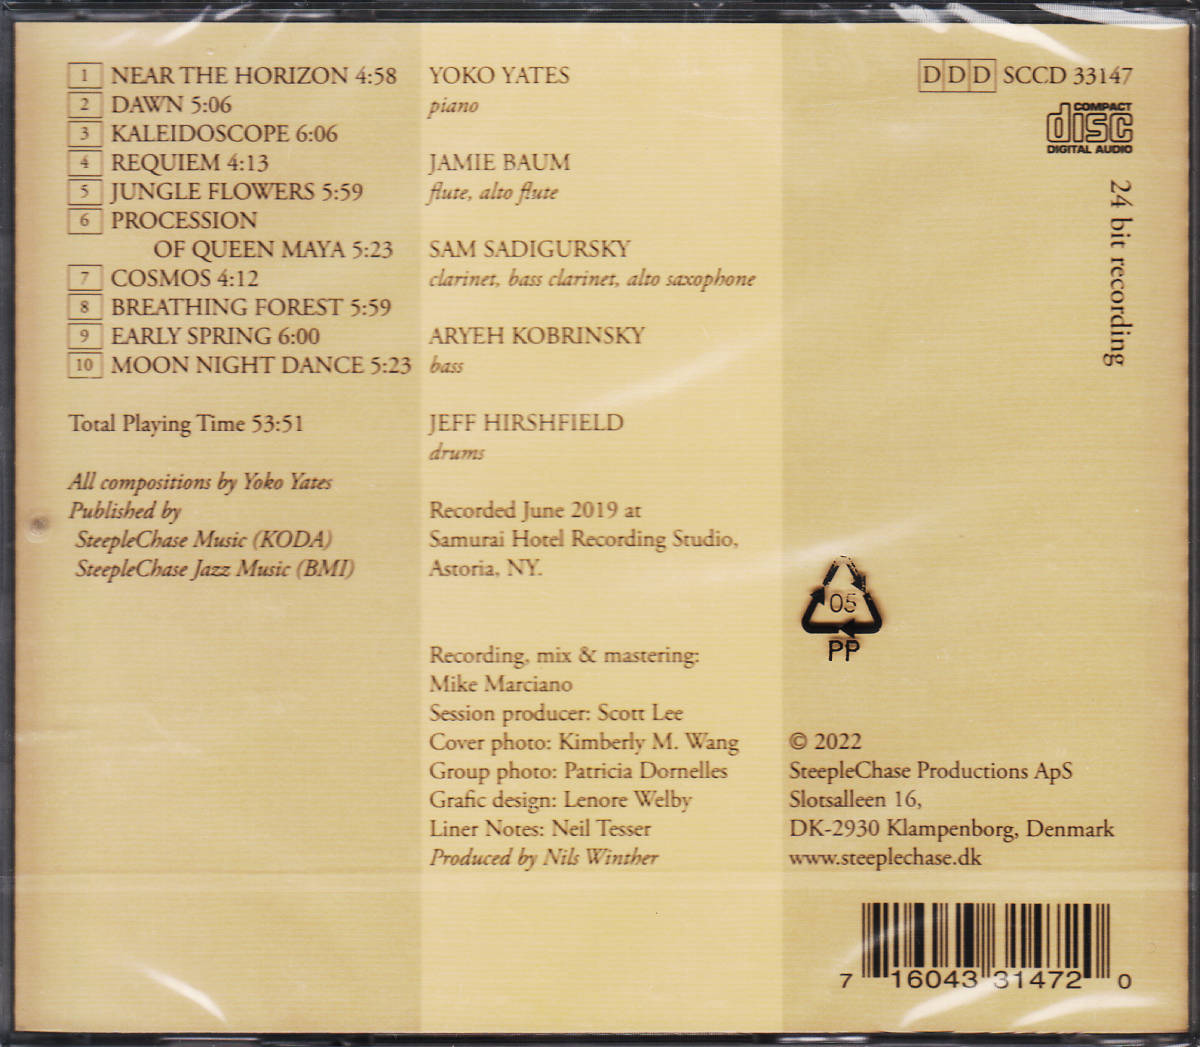 1 NEAR THE HORIZON 4:58
2 DAWN 5:06
3 KALEIDOSCOPE 6:06
4 REQUIEM 4:13
5 JUNGLE FLOWERS 5:59
6 PROCESSION
OF QUEEN MAYA 5:23
7 COSMOS 4:12
8 BREATHING FOREST 5:59
9 EARLY SPRING 6:00
10 MOON NIGHT DANCE 5:23
Total Playing Time 53:51
All compositions by Yoko Yates
Published by
SteepleChase Music (KODA)
SteepleChase Jazz Music (BMI)
YOKO YATES
piano
JAMIE BAUM
flute, alto flute
SAM SADIGURSKY
clarinet, bass clarinet, alto saxophone
ARYEH KOBRINSKY
bass
JEFF HIRSHFIELD
drums
Recorded June 2019 at
Samurai Hotel Recording Studio,
Astoria, NY.
Recording, mix & mastering:
Mike Marciano
Session producer: Scott Lee
Cover photo: Kimberly M. Wang
Group photo: Patricia Dornelles
Grafic design: Lenore Welby
Liner Notes: Neil Tesser
Produced by Nils Winther
DDD SCCD 33147
COMPACT
disc
DIGITAL AUDIO
24 bit recording
05
PP
© 2022
SteepleChase Productions ApS
Slotsalleen 16,
DK-2930 Klampenborg, Denmark
www.steeplechase.dk
7 16043 31472 0